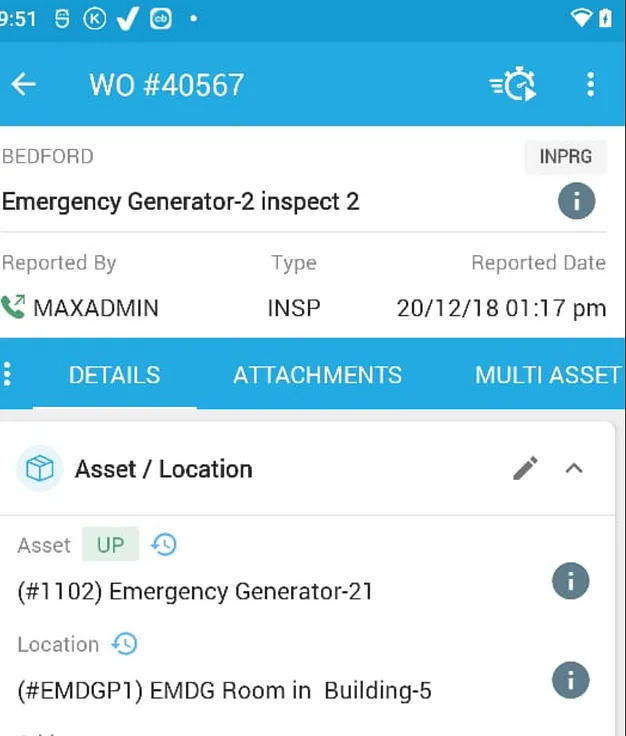 9:51
WO #40567
BEDFORD INPRG
Emergency Generator-2 inspect 2
Reported By Type Reported Date
MAXADMIN INSP 20/12/18 01:17 pm
DETAILS ATTACHMENTS MULTI ASSET
Asset / Location
Asset UP
(#1102) Emergency Generator-21
Location
(#EMDGP1) EMDG Room in  Building-5